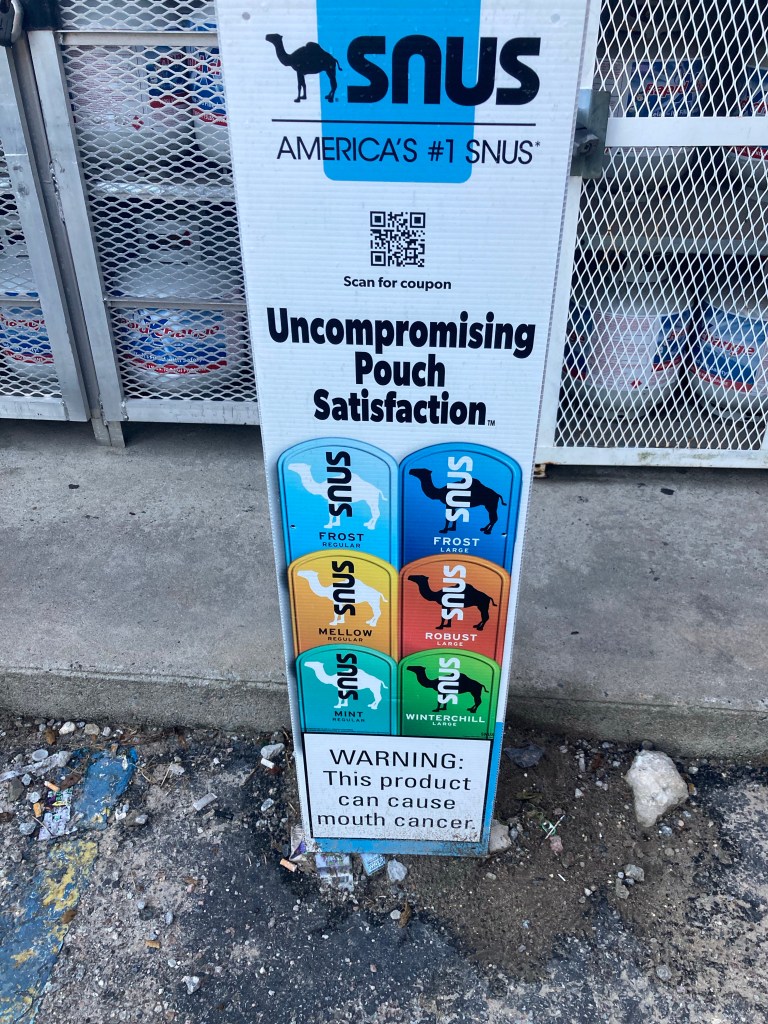 SNUS
AMERICA'S #1 SNUS*
Scan for coupon
Uncompromising
Pouch
Satisfaction™
SNUS
FROST
REGULAR
SNUS
FROST
LARGE
SNUS
MELLOW
REGULAR
SNUS
ROBUST
LARGE
SNUS
MINT
REGULAR
SNUS
WINTERCHILL
LARGE
WARNING:
This product
can cause
mouth cancer.